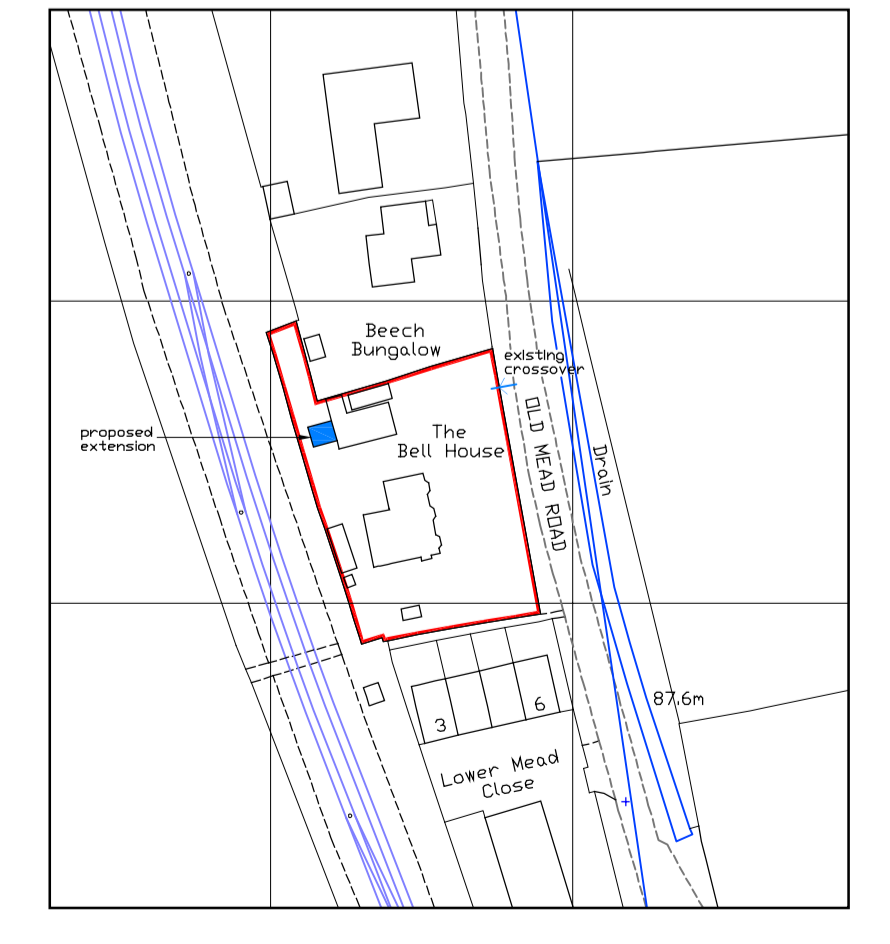 Beech
Bungalow
existing
crossover
proposed
extension
The
Bell House
OLD MEAD ROAD
Drain
87.6m
3
6
Lower Mead
Close